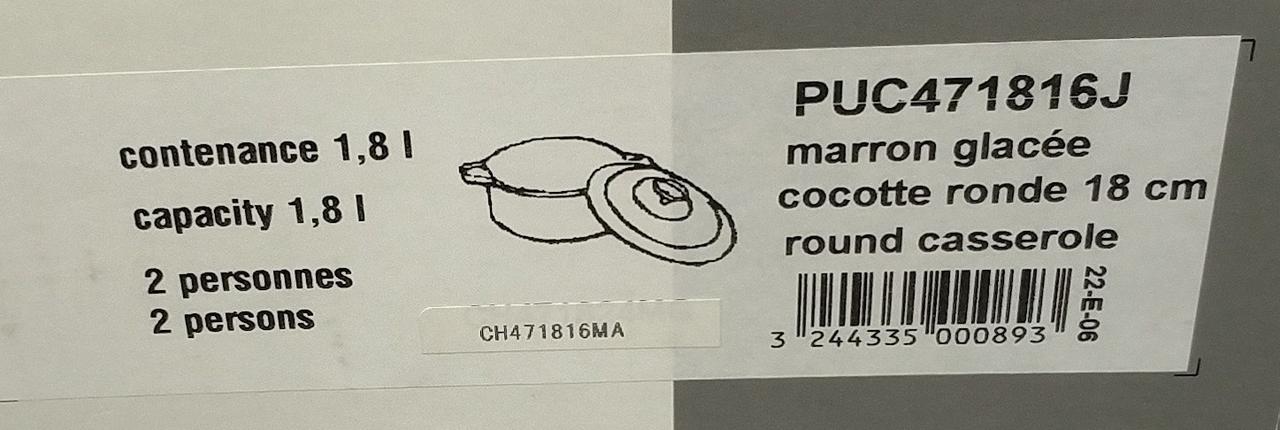 contenance 1,8 l
capacity 1,8 l
2 personnes
2 persons
CH471816MA
PUC471816J
marron glacée
cocotte ronde 18 cm
round casserole
3 244335 000893
22-E-06